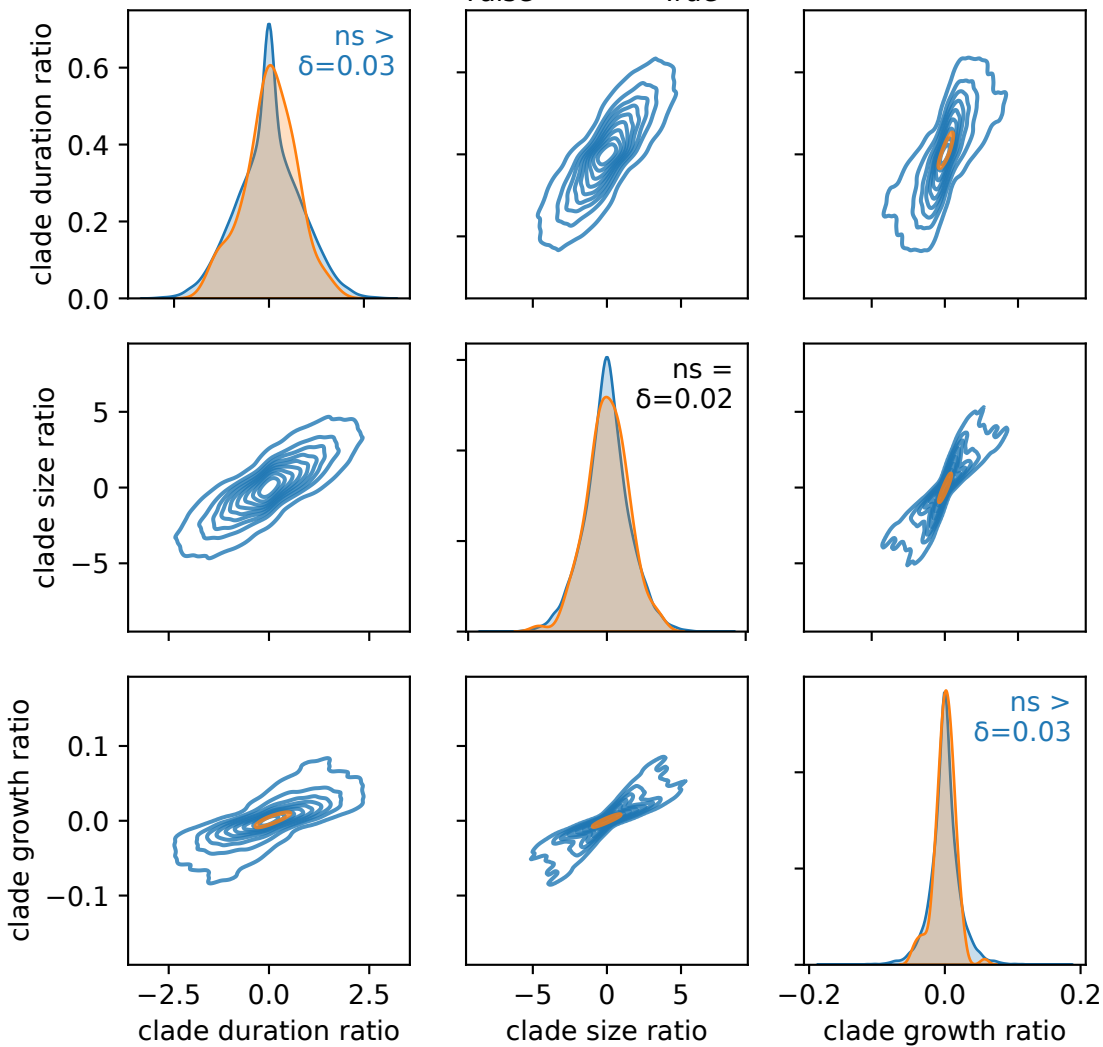 clade duration ratio
0.6
0.4
0.2
0.0
ns >
δ=0.03
−5
0
5
clade size ratio
5
0
−5
ns =
δ=0.02
clade growth ratio
0.1
0.0
−0.1
ns >
δ=0.03
−2.5
0.0
2.5
−5
0
5
−0.2
0.0
0.2
clade duration ratio
clade size ratio
clade growth ratio